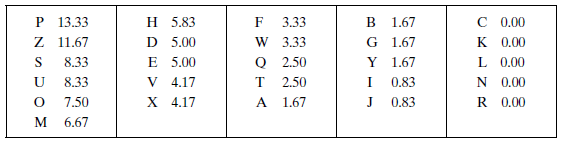 P 13.33 H 5.83 F 3.33 B 1.67 C 0.00
Z 11.67 D 5.00 W 3.33 G 1.67 K 0.00
S 8.33 E 5.00 Q 2.50 Y 1.67 L 0.00
U 8.33 V 4.17 T 2.50 I 0.83 N 0.00
O 7.50 X 4.17 A 1.67 J 0.83 R 0.00
M 6.67